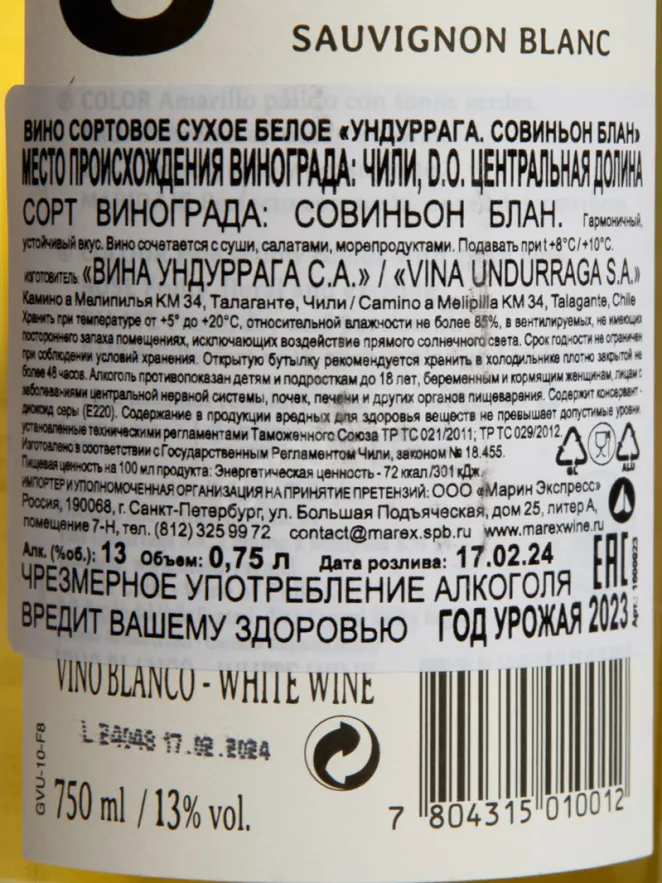 SAUVIGNON BLANC
COLOR Amarillo pálido con tonos verdes.
ВИНО СОРТОВОЕ СУХОЕ БЕЛОЕ «УНДУРРАГА. СОВИНЬОН БЛАН»
МЕСТО ПРОИСХОЖДЕНИЯ ВИНОГРАДА: ЧИЛИ, D.O. ЦЕНТРАЛЬНАЯ ДОЛИНА
СОРТ ВИНОГРАДА: СОВИНЬОН БЛАН. Гармоничный,
устойчивый вкус. Вино сочетается с суши, салатами, морепродуктами. Подавать при t +8°C/+10°C.
ИЗГОТОВИТЕЛЬ: «ВИНА УНДУРРАГА С.А.» / «VINA UNDURRAGA S.A.»
Камино а Мелипилья КМ 34, Талаганте, Чили / Camino a Melipilla KM 34, Talagante, Chile
Хранить при температуре от +5° до +20°C, относительной влажности не более 85%, в вентилируемых, не имеющих
постороннего запаха помещениях, исключающих воздействие прямого солнечного света. Срок годности не ограничен
при соблюдении условий хранения. Открытую бутылку рекомендуется хранить в холодильнике плотно закрытой не
более 48 часов. Алкоголь противопоказан детям и подросткам до 18 лет, беременным и кормящим женщинам, лицам с
заболеваниями центральной нервной системы, почек, печени и других органов пищеварения. Содержит консервант -
диоксид серы (E220). Содержание в продукции вредных для здоровья веществ не превышает допустимые уровни,
установленные техническими регламентами Таможенного Союза ТР ТС 021/2011; ТР ТС 029/2012.
Изготовлено в соответствии с Государственным Регламентом Чили, законом № 18.455.
Пищевая ценность на 100 мл продукта: Энергетическая ценность - 72 ккал/301 кДж.
ИМПОРТЕР И УПОЛНОМОЧЕННАЯ ОРГАНИЗАЦИЯ НА ПРИНЯТИЕ ПРЕТЕНЗИЙ: ООО «Марин Экспресс»
Россия, 190068, г. Санкт-Петербург, ул. Большая Подъяческая, дом 25, литер А,
помещение 7-Н, тел. (812) 325 99 72 contact@marex.spb.ru www.marexwine.ru
Алк. (%об.): 13 Объем: 0,75 л Дата розлива: 17.02.24
ЧРЕЗМЕРНОЕ УПОТРЕБЛЕНИЕ АЛКОГОЛЯ
ВРЕДИТ ВАШЕМУ ЗДОРОВЬЮ ГОД УРОЖАЯ 2023
ALU
EAC
VINO BLANCO - WHITE WINE
L 24048 17.02.2024
GVU-10-F8
750 ml / 13% vol.
7 804315 010012